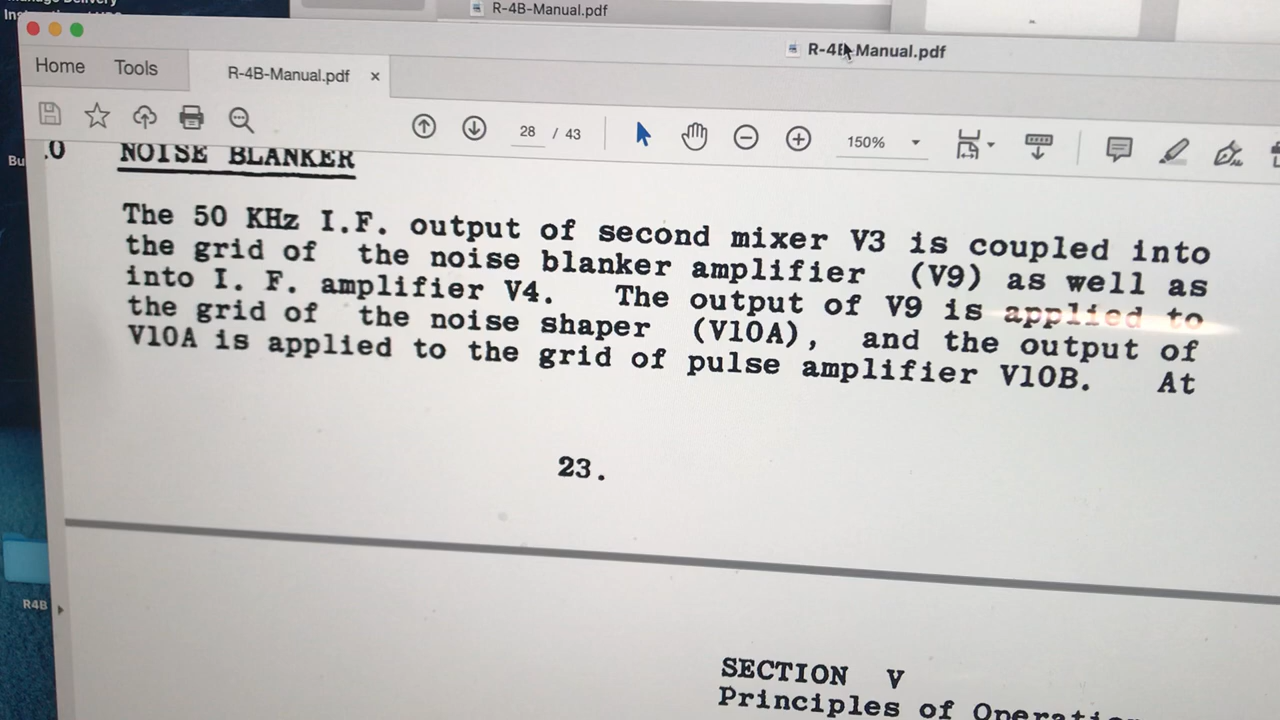 R-4B-Manual.pdf
R-4B-Manual.pdf
Home Tools R-4B-Manual.pdf ×
28 / 43 150%
.0 NOISE BLANKER
The 50 KHz I.F. output of second mixer V3 is coupled into
the grid of the noise blanker amplifier (V9) as well as
into I. F. amplifier V4. The output of V9 is applied to
the grid of the noise shaper (V10A), and the output of
V10A is applied to the grid of pulse amplifier V10B. At
23.
R4B
SECTION V
Principles of